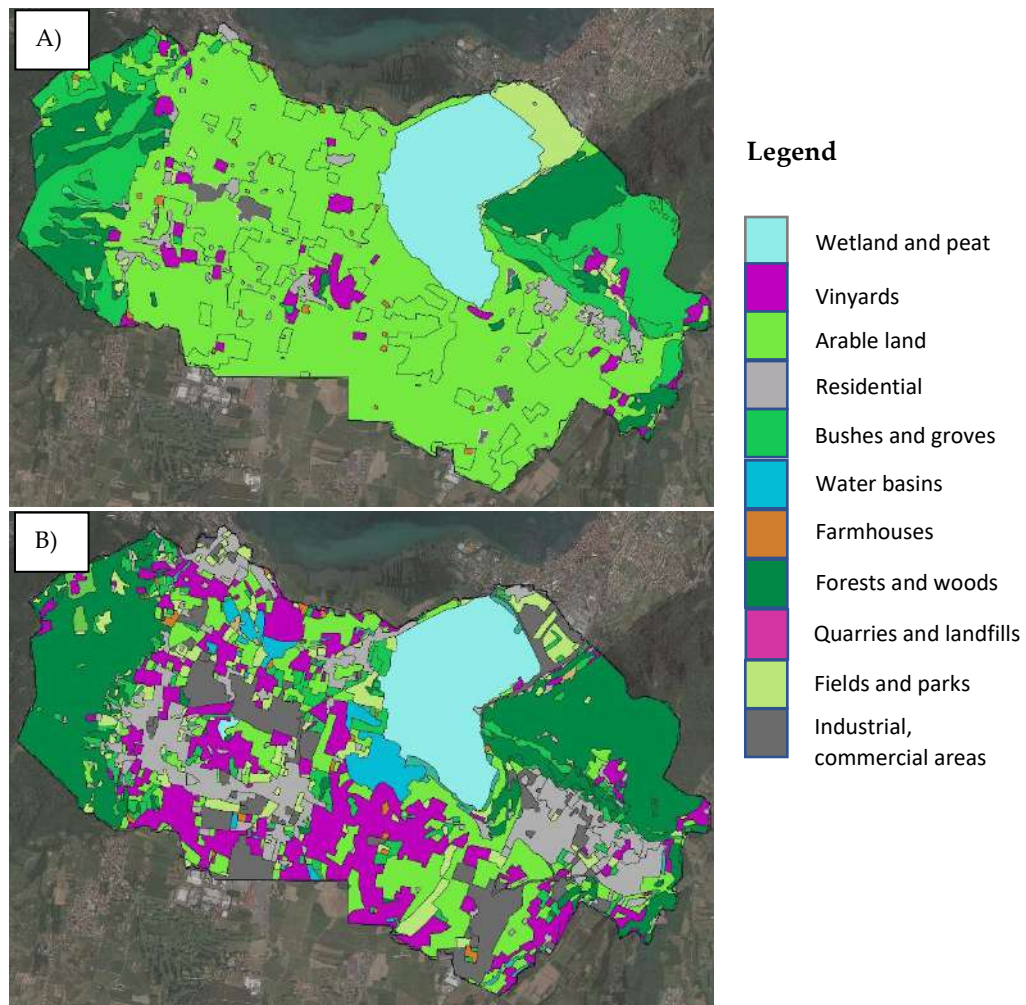 A)
Legend
Wetland and peat
Vinyards
Arable land
Residential
Bushes and groves
Water basins
Farmhouses
Forests and woods
Quarries and landfills
Fields and parks
Industrial,
commercial areas
B)